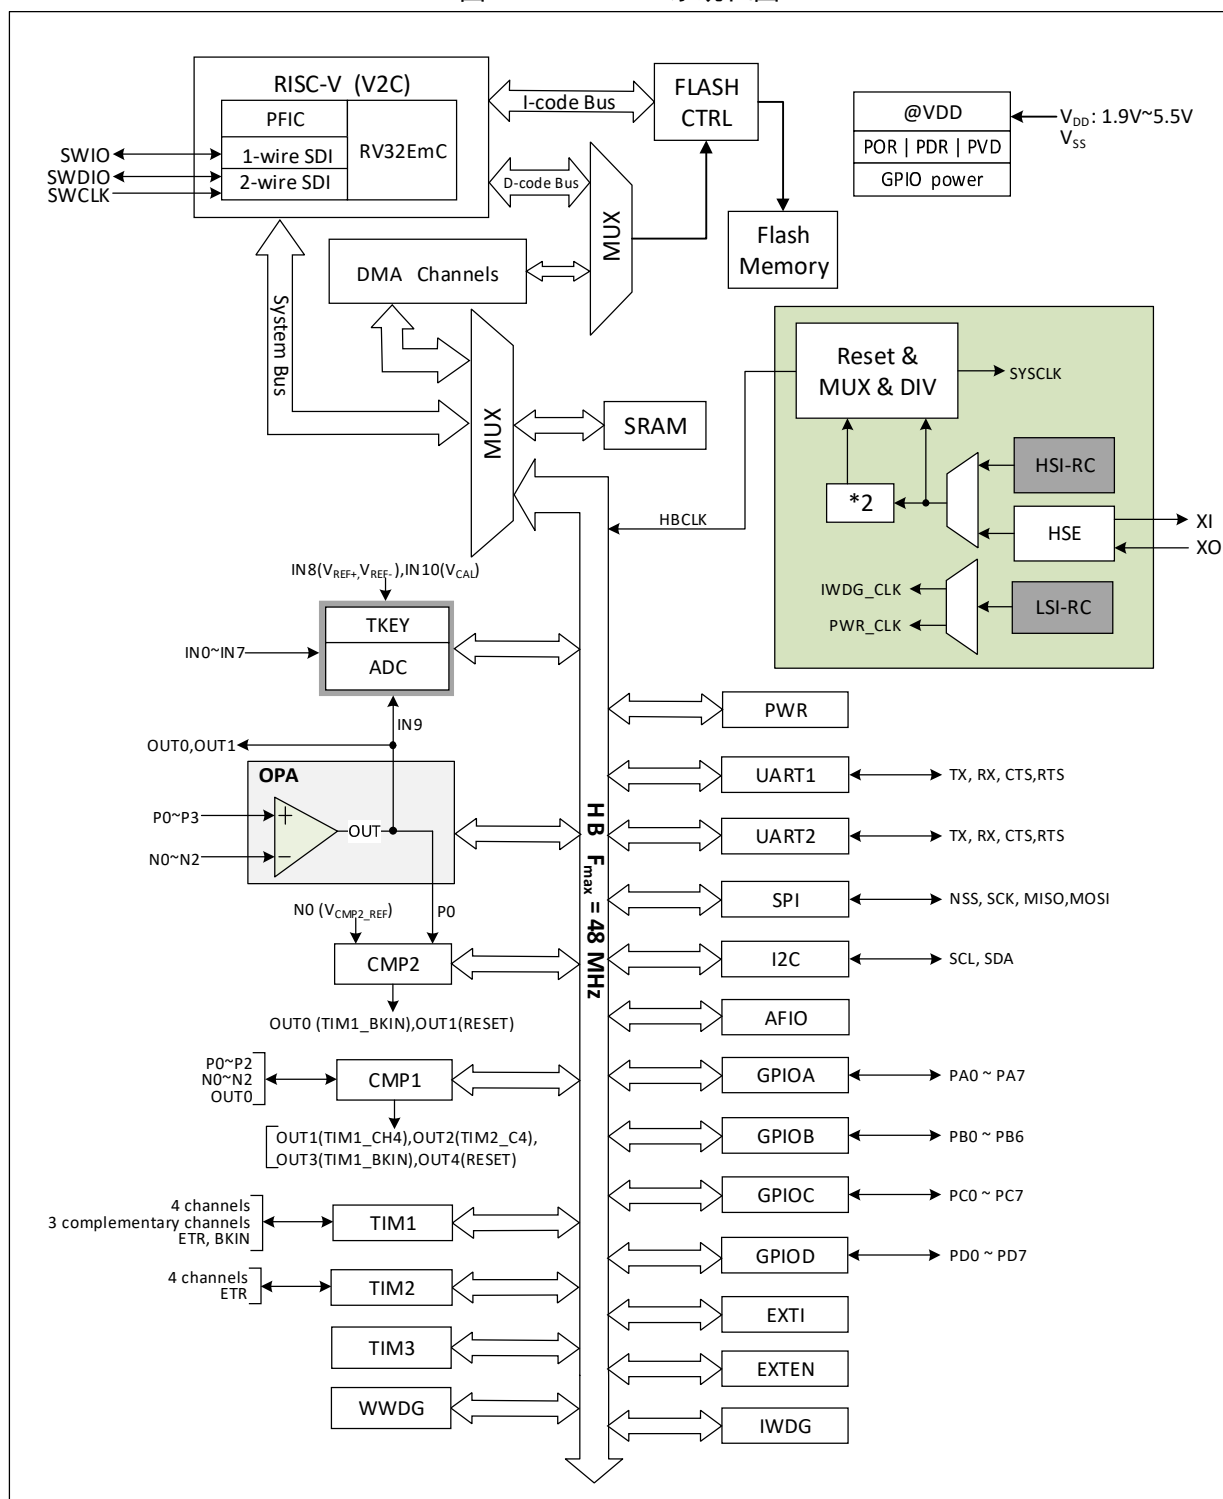 RISC-V (V2C)
PFIC
1-wire SDI
2-wire SDI
RV32EmC
SWIO
SWDIO
SWCLK
I-code Bus
D-code Bus
FLASH
CTRL
MUX
Flash
Memory
@VDD
POR | PDR | PVD
GPIO power
VDD: 1.9V~5.5V
VSS
DMA Channels
System Bus
MUX
SRAM
Reset &
MUX & DIV
SYSCLK
HSI-RC
*2
HSE
XI
XO
HBCLK
IWDG_CLK
PWR_CLK
LSI-RC
IN8(VREF+,VREF-),IN10(VCAL)
TKEY
ADC
IN0~IN7
IN9
OUT0,OUT1
OPA
P0~P3
+
OUT
N0~N2
−
N0 (VCMP2_REF)
P0
CMP2
OUT0 (TIM1_BKIN),OUT1(RESET)
P0~P2
N0~N2
OUT0
CMP1
OUT1(TIM1_CH4),OUT2(TIM2_C4),
OUT3(TIM1_BKIN),OUT4(RESET)
4 channels
3 complementary channels
ETR, BKIN
TIM1
4 channels
ETR
TIM2
TIM3
WWDG
HB Fmax = 48 MHz
PWR
UART1
TX, RX, CTS,RTS
UART2
TX, RX, CTS,RTS
SPI
NSS, SCK, MISO,MOSI
I2C
SCL, SDA
AFIO
GPIOA
PA0 ~ PA7
GPIOB
PB0 ~ PB6
GPIOC
PC0 ~ PC7
GPIOD
PD0 ~ PD7
EXTI
EXTEN
IWDG